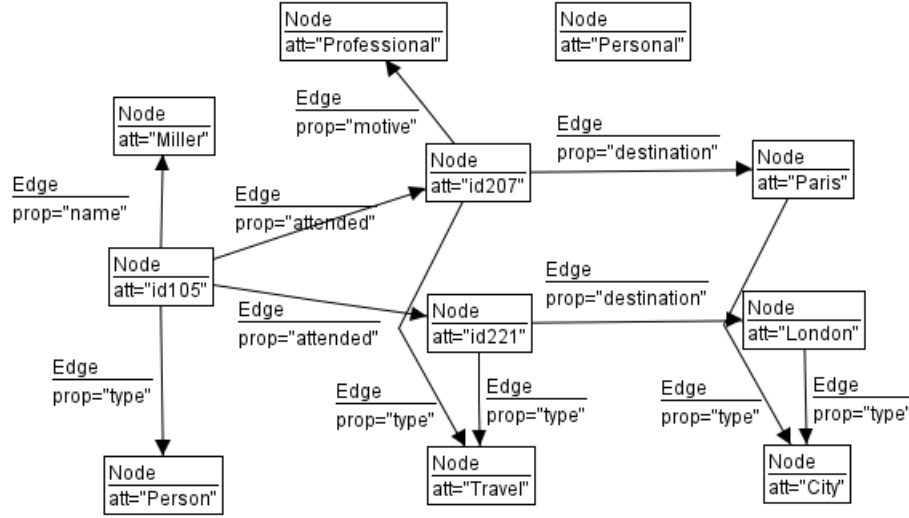 Node
att="Professional"
Node
att="Personal"
Edge
prop="motive"
Node
att="Miller"
Edge
prop="destination"
Node
att="id207"
Node
att="Paris"
Edge
prop="name"
Edge
prop="attended"
Node
att="id105"
Edge
prop="destination"
Edge
prop="attended"
Node
att="id221"
Node
att="London"
Edge
prop="type"
Edge
prop="type"
Edge
prop="type"
Edge
prop="type"
Edge
prop="type"
Node
att="Person"
Node
att="Travel"
Node
att="City"